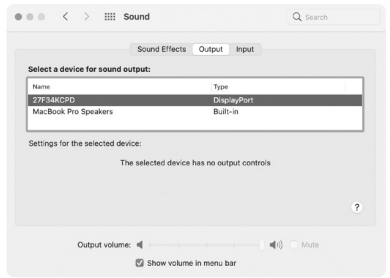 Sound
Search
Sound Effects Output Input
Select a device for sound output:
Name Type
27F34KCPD DisplayPort
MacBook Pro Speakers Built-in
Settings for the selected device:
The selected device has no output controls
?
Output volume: Mute
Show volume in menu bar